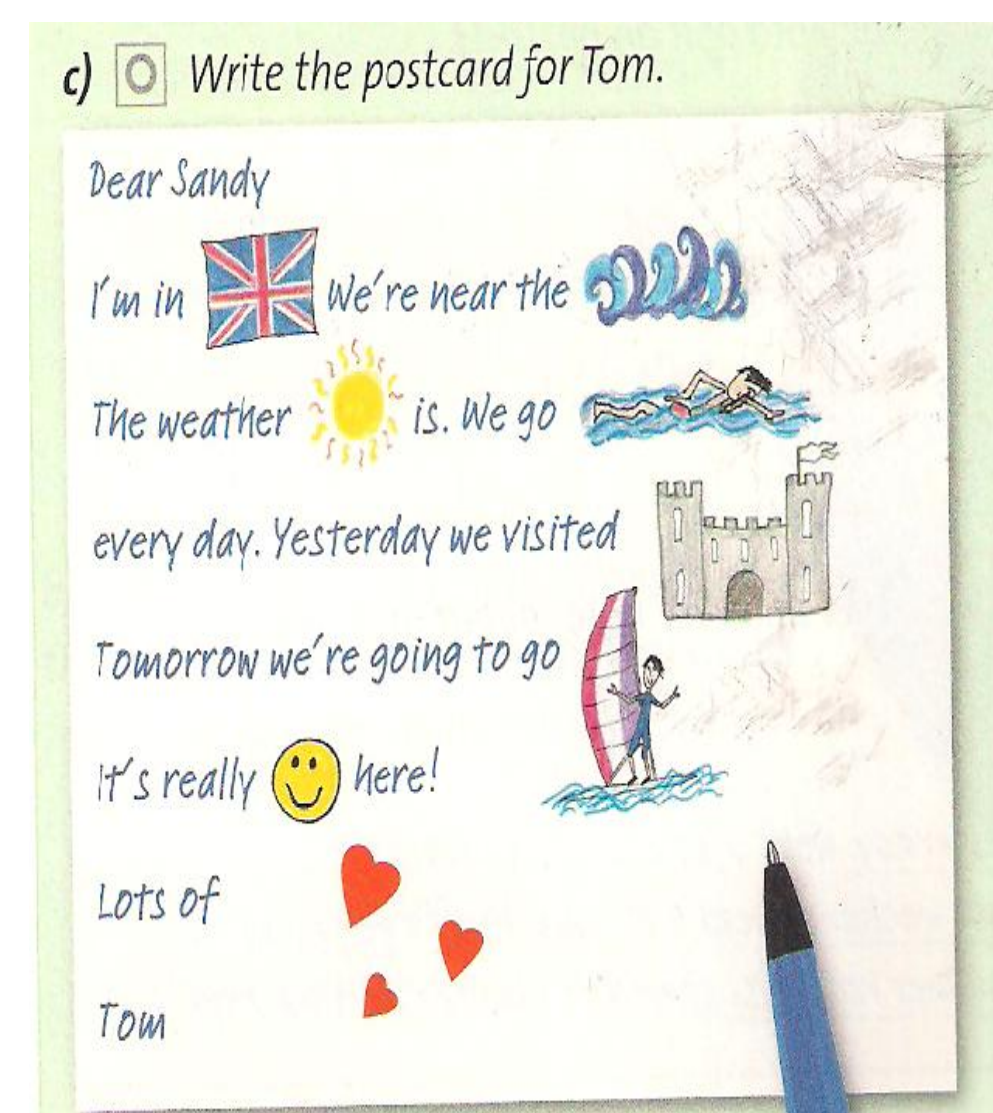 c) O Write the postcard for Tom.
Dear Sandy
I'm in We're near the
The weather is. We go
every day. Yesterday we visited
Tomorrow we're going to go
It's really here!
Lots of
Tom